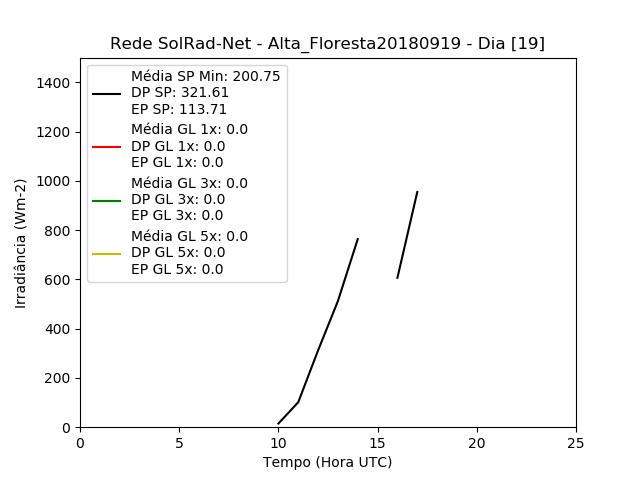 Rede SolRad-Net - Alta_Floresta20180919 - Dia [19]
Irradiância (Wm-2)
1400
1200
1000
800
600
400
200
0
Média SP Min: 200.75
DP SP: 321.61
EP SP: 113.71
Média GL 1x: 0.0
DP GL 1x: 0.0
EP GL 1x: 0.0
Média GL 3x: 0.0
DP GL 3x: 0.0
EP GL 3x: 0.0
Média GL 5x: 0.0
DP GL 5x: 0.0
EP GL 5x: 0.0
0 5 10 15 20 25
Tempo (Hora UTC)